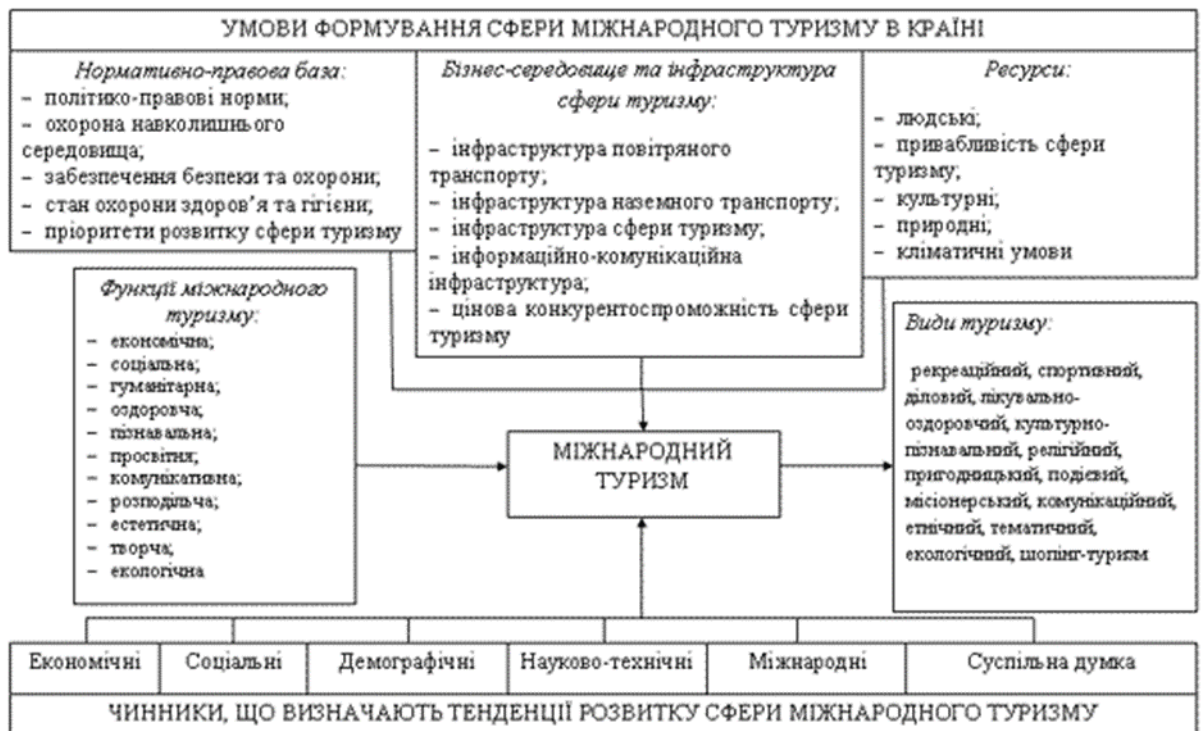 УМОВИ ФОРМУВАННЯ СФЕРИ МІЖНАРОДНОГО ТУРИЗМУ В КРАЇНІ
Нормативно-правова база:
– політико-правові норми;
– охорона навколишнього
середовища;
– забезпечення безпеки та охорони;
– стан охорони здоров’я та гігієни;
– пріоритети розвитку сфери туризму
Бізнес-середовище та інфраструктура
сфери туризму:
– інфраструктура повітряного
транспорту;
– інфраструктура наземного транспорту;
– інфраструктура сфери туризму;
– інформаційно-комунікаційна
інфраструктура;
– цінова конкурентоспроможність сфери
туризму
Ресурси:
– людські;
– привабливість сфери
туризму;
– культурні;
– природні;
– кліматичні умови
Функції міжнародного
туризму:
– економічна;
– соціальна;
– гуманітарна;
– оздоровча;
– пізнавальна;
– просвітня;
– комунікативна;
– розподільча;
– естетична;
– творча;
– екологічна
МІЖНАРОДНИЙ
ТУРИЗМ
Види туризму:
рекреаційний, спортивний,
діловий, лікувально-
оздоровчий, культурно-
пізнавальний, релігійний,
пригодницький, подієвий,
місіонерський, комунікаційний,
етнічний, тематичний,
екологічний, шопінг-туризм
Економічні
Соціальні
Демографічні
Науково-технічні
Міжнародні
Суспільна думка
ЧИННИКИ, ЩО ВИЗНАЧАЮТЬ ТЕНДЕНЦІЇ РОЗВИТКУ СФЕРИ МІЖНАРОДНОГО ТУРИЗМУ